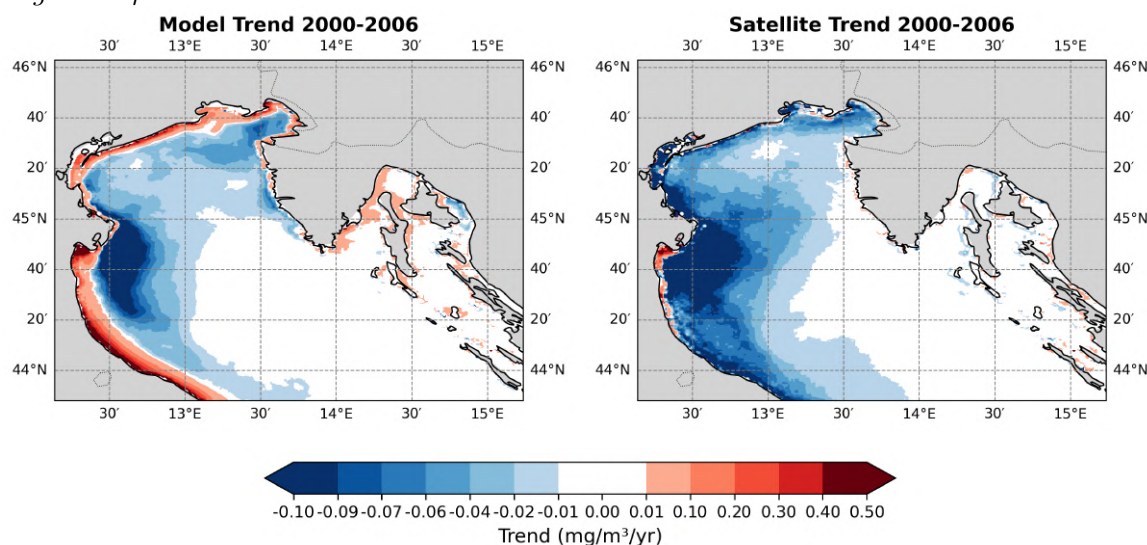 Model Trend 2000-2006
Satellite Trend 2000-2006
30′ 13°E 30′ 14°E 30′ 15°E
30′ 13°E 30′ 14°E 30′ 15°E
46°N 46°N 46°N 46°N
40′ 40′ 40′ 40′
20′ 20′ 20′ 20′
45°N 45°N 45°N 45°N
40′ 40′ 40′ 40′
20′ 20′ 20′ 20′
44°N 44°N 44°N 44°N
30′ 13°E 30′ 14°E 30′ 15°E
30′ 13°E 30′ 14°E 30′ 15°E
-0.10 -0.09 -0.07 -0.06 -0.04 -0.02 -0.01 0.00 0.01 0.10 0.20 0.30 0.40 0.50
Trend (mg/m³/yr)